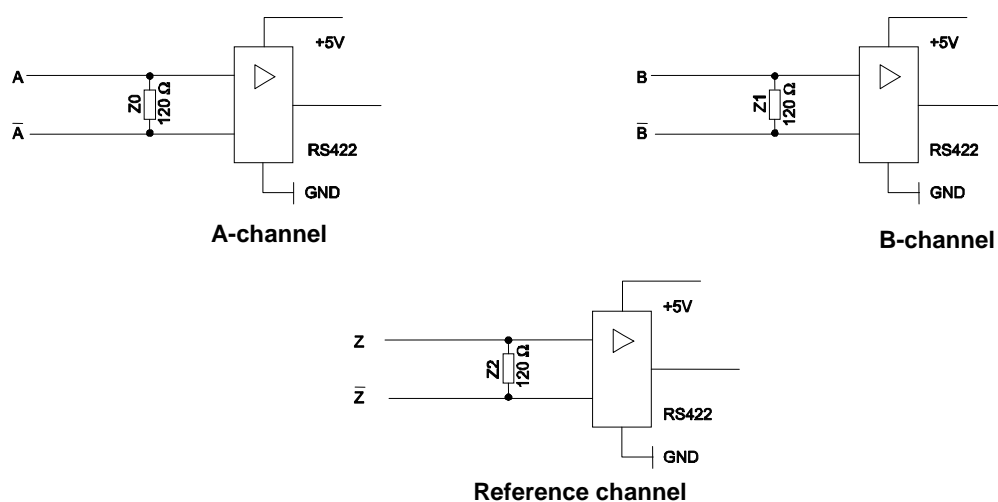 +5V
A
Z0
120 Ω
A̅
RS422
GND
A-channel
+5V
B
Z1
120 Ω
B̅
RS422
GND
B-channel
+5V
Z
Z2
120 Ω
Z̅
RS422
GND
Reference channel